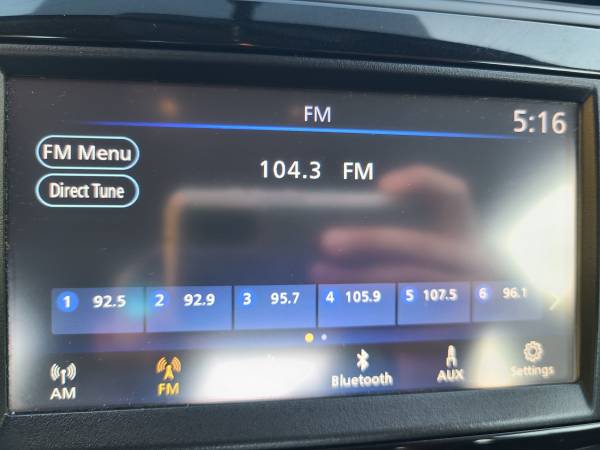 FM
5:16
FM Menu
104.3 FM
Direct Tune
1 92.5 2 92.9 3 95.7 4 105.9 5 107.5 6 96.1
AM FM Bluetooth AUX Settings